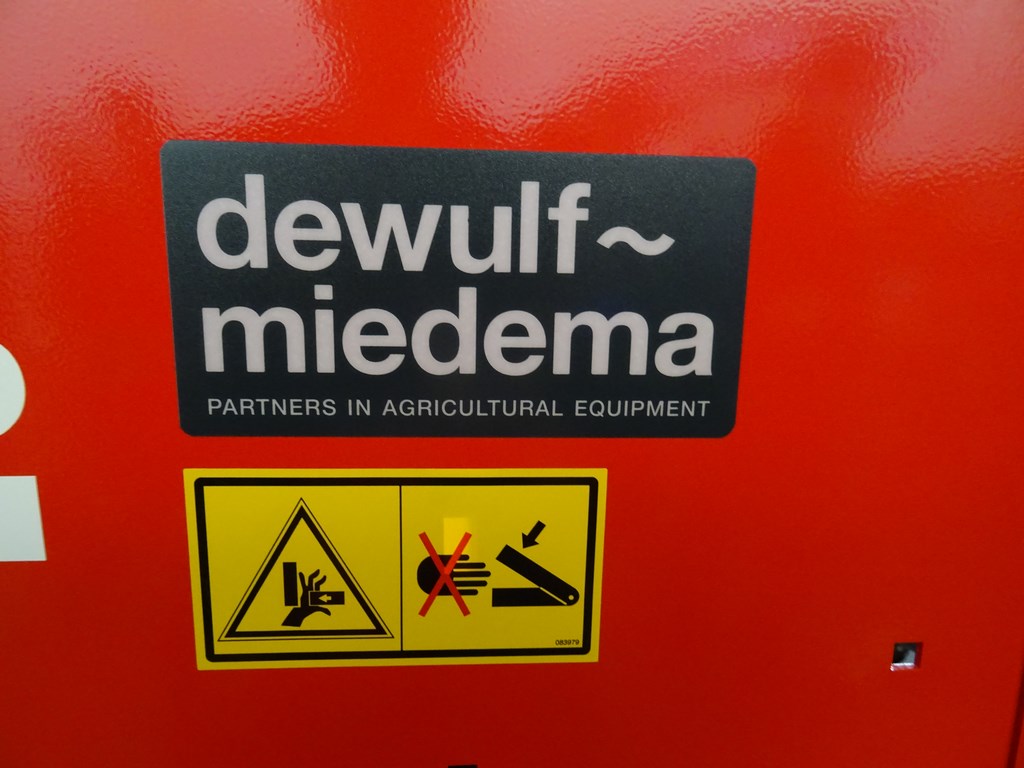 dewulf~
miedema
PARTNERS IN AGRICULTURAL EQUIPMENT
083979